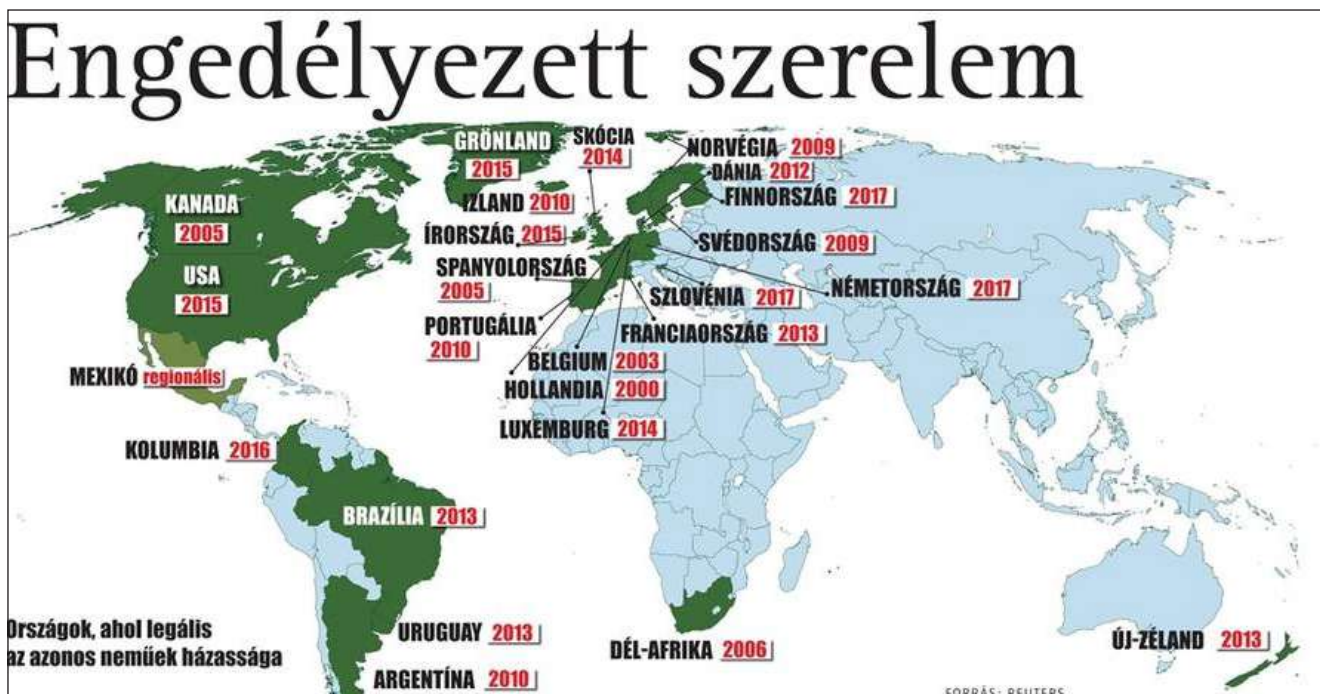 Engedélyezett szerelem
GRÖNLAND
2015
SKÓCIA
2014
NORVÉGIA 2009
DÁNIA 2012
FINNORSZÁG 2017
KANADA
2005
IZLAND 2010
ÍRORSZÁG 2015
SVÉDORSZÁG 2009
USA
2015
SPANYOLORSZÁG
2005
SZLOVÉNIA 2017
NÉMETORSZÁG 2017
PORTUGÁLIA
2010
FRANCIAORSZÁG 2013
BELGIUM 2003
MEXIKÓ regionális
HOLLANDIA 2000
LUXEMBURG 2014
KOLUMBIA 2016
BRAZÍLIA 2013
Országok, ahol legális
az azonos neműek házassága
URUGUAY 2013
DÉL-AFRIKA 2006
ÚJ-ZÉLAND 2013
ARGENTÍNA 2010
FORRÁS: REUTERS